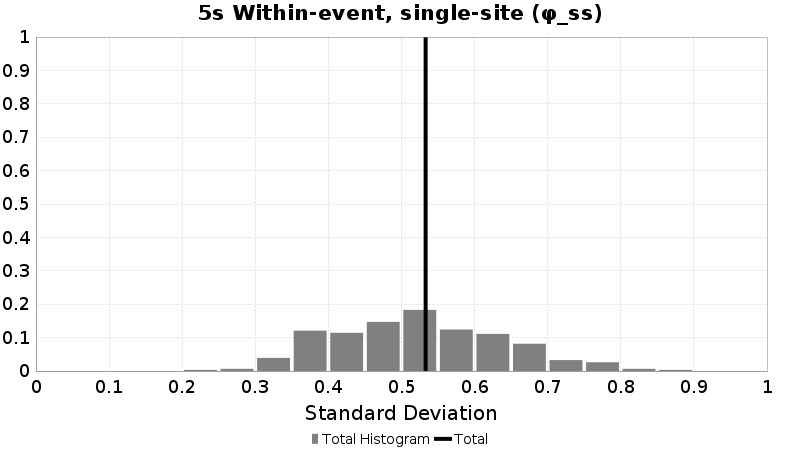 5s Within-event, single-site (φ_ss)
1
0.9
0.8
0.7
0.6
0.5
0.4
0.3
0.2
0.1
0
0 0.1 0.2 0.3 0.4 0.5 0.6 0.7 0.8 0.9 1
Standard Deviation
Total Histogram Total